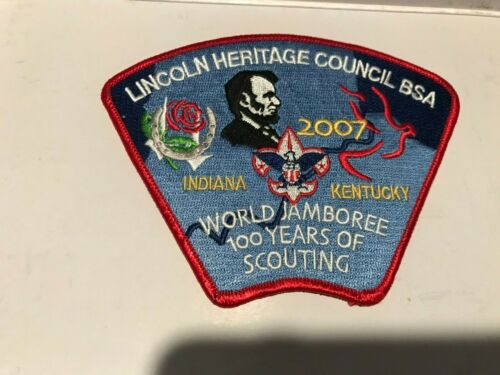 LINCOLN HERITAGE COUNCIL BSA
2007
INDIANA
KENTUCKY
WORLD JAMBOREE
100 YEARS OF
SCOUTING